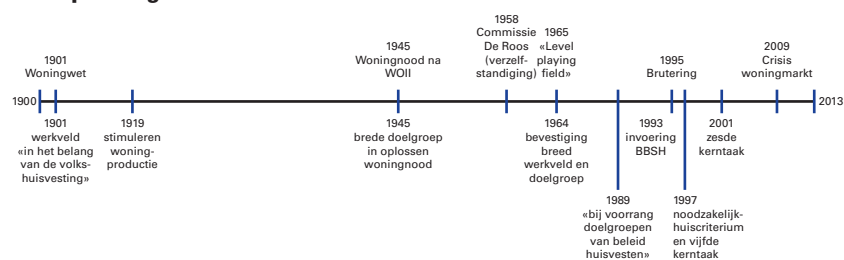 1958
Commissie
De Roos
(verzelf-
standiging)
1965
«Level
playing
field»
1901
Woningwet
1945
Woningnood na
WOII
1995
Brutering
2009
Crisis
woningmarkt
1900
2013
1901
werkveld
«in het belang
van de volks-
huisvesting»
1919
stimuleren
woning-
productie
1945
brede doelgroep
in oplossen
woningnood
1964
bevestiging
breed
werkveld en
doelgroep
1993
invoering
BBSH
2001
zesde
kerntaak
1989
«bij voorrang
doelgroepen
van beleid
huisvesten»
1997
noodzakelijk-
huiscriterium
en vijfde
kerntaak